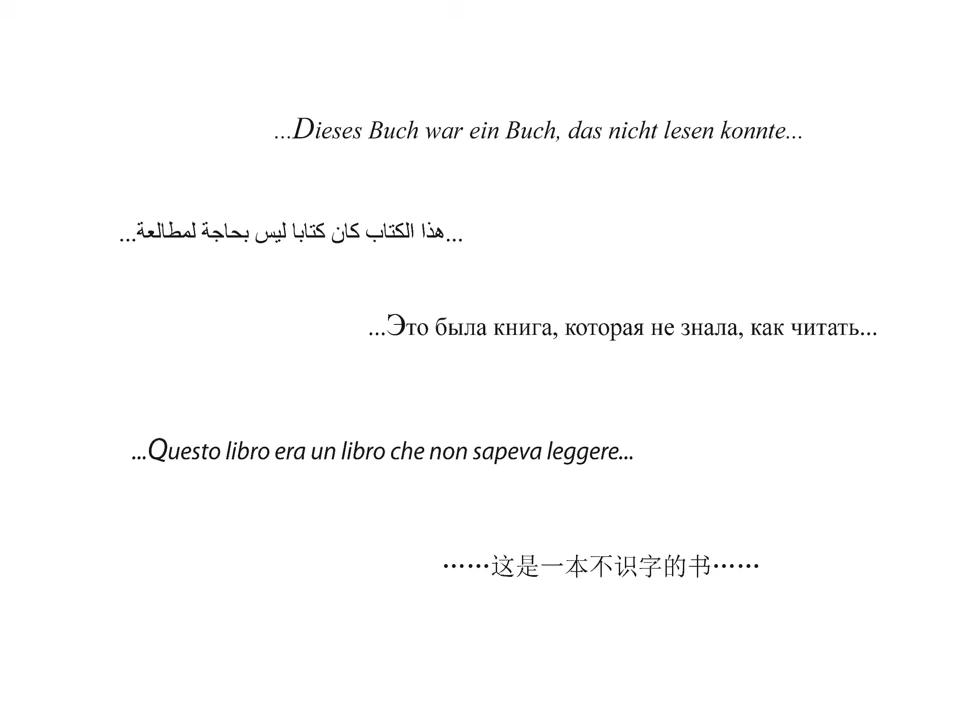 ...Dieses Buch war ein Buch, das nicht lesen konnte...
...هذا الكتاب كان كتابا ليس بحاجة لمطالعة...
...Это была книга, которая не знала, как читать...
...Questo libro era un libro che non sapeva leggere...
……这是一本不识字的书……